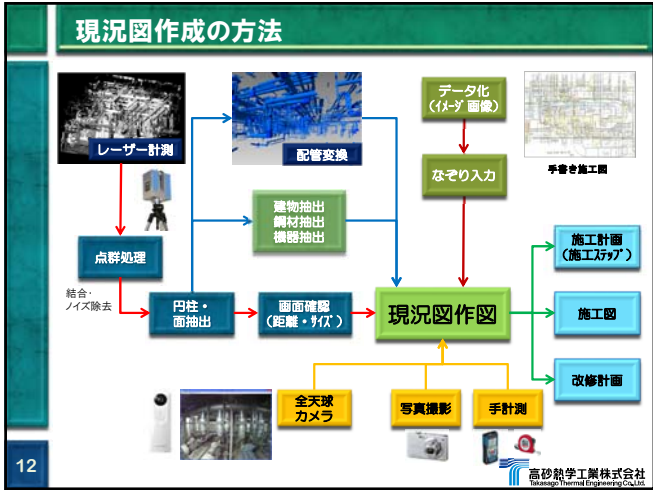 現況図作成の方法
レーザー計測
配管変換
データ化
(ｲﾒｰｼﾞ画像)
手書き施工図
なぞり入力
建物抽出
鋼材抽出
機器抽出
点群処理
結合・
ノイズ除去
円柱・
面抽出
画面確認
(距離・ｻｲｽﾞ)
現況図作図
施工計画
(施工ｽﾃｯﾌﾟ)
施工図
改修計画
全天球
カメラ
写真撮影
手計測
12
高砂熱学工業株式会社
Takasago Thermal Engineering Co., Ltd.